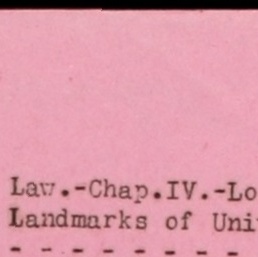 Law.-Chap.IV.-Lo
Landmarks of Uni
- - - - - - - -